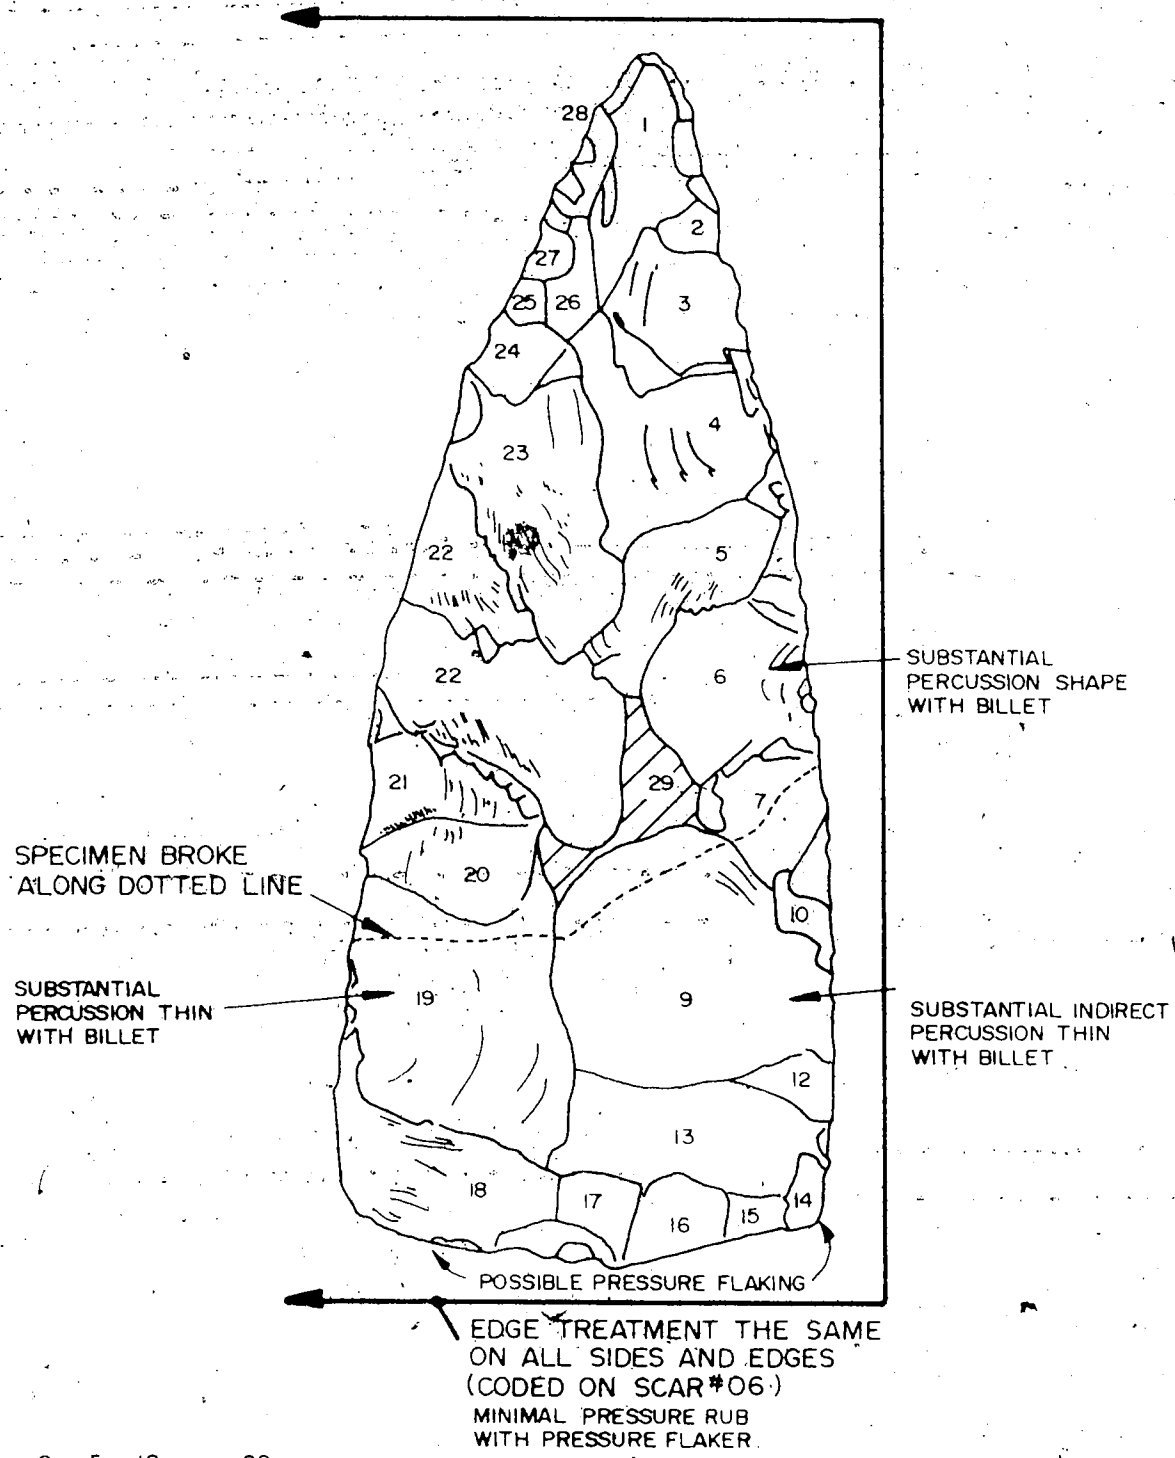 28
1
2
27
25 26
3
24
4
23
22
5
22
6
SUBSTANTIAL
PERCUSSION SHAPE
WITH BILLET
21
29
7
SPECIMEN BROKE
ALONG DOTTED LINE
20
10
SUBSTANTIAL
PERCUSSION THIN
WITH BILLET
19
9
SUBSTANTIAL INDIRECT
PERCUSSION THIN
WITH BILLET
12
13
18
17
16
15
14
POSSIBLE PRESSURE FLAKING
EDGE TREATMENT THE SAME
ON ALL SIDES AND EDGES
(CODED ON SCAR #06)
MINIMAL PRESSURE RUB
WITH PRESSURE FLAKER